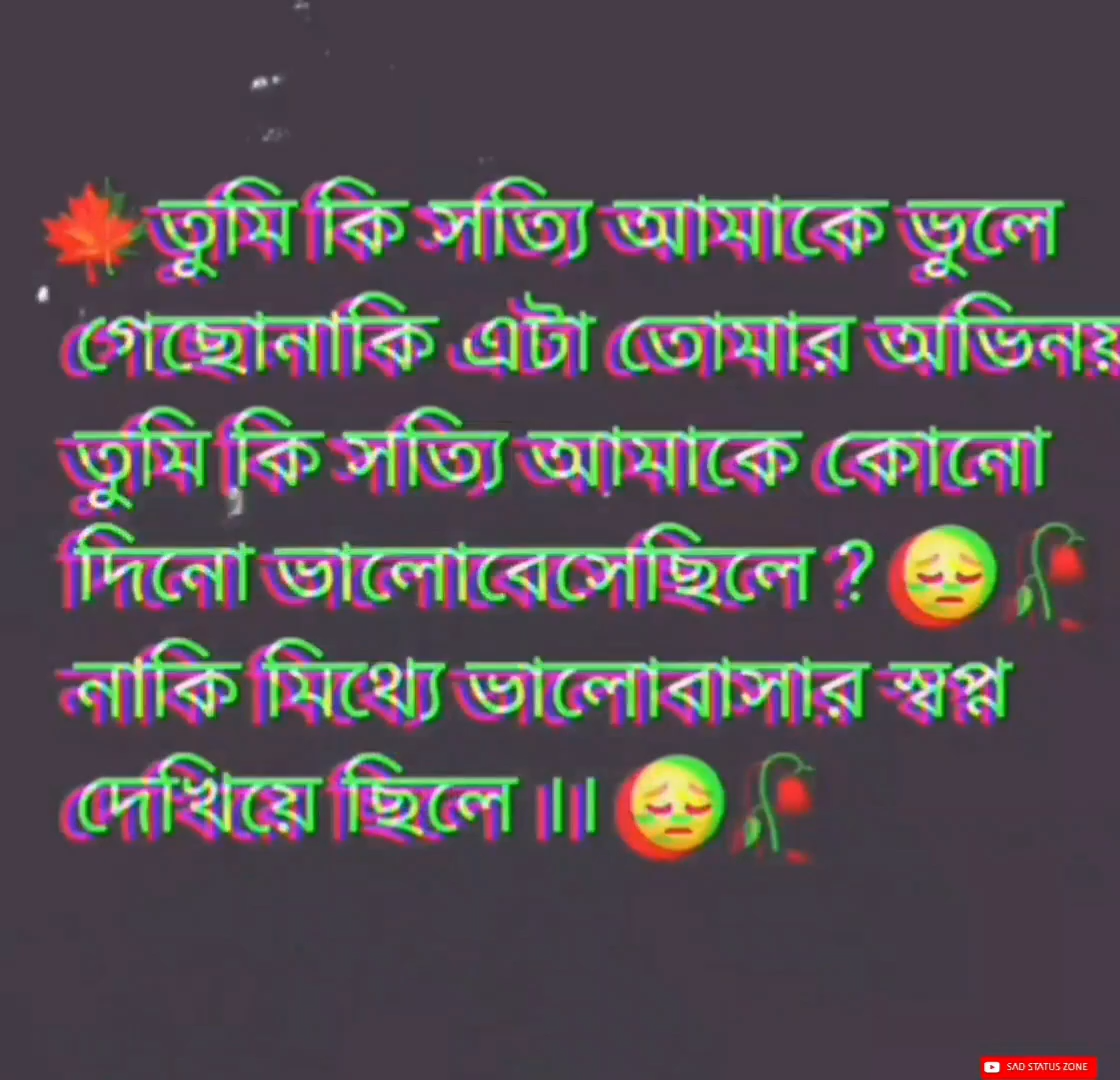 🍁তুমি কি সত্যি আমাকে ভুলে
গেছোনাকি এটা তোমার অভিনয়
তুমি কি সত্যি আমাকে কোনো
দিনো ভালোবেসেছিলে ? 😔🥀
নাকি মিথ্যে ভালোবাসার স্বপ্ন
দেখিয়ে ছিলে ।। 😔🥀
SAD STATUS ZONE